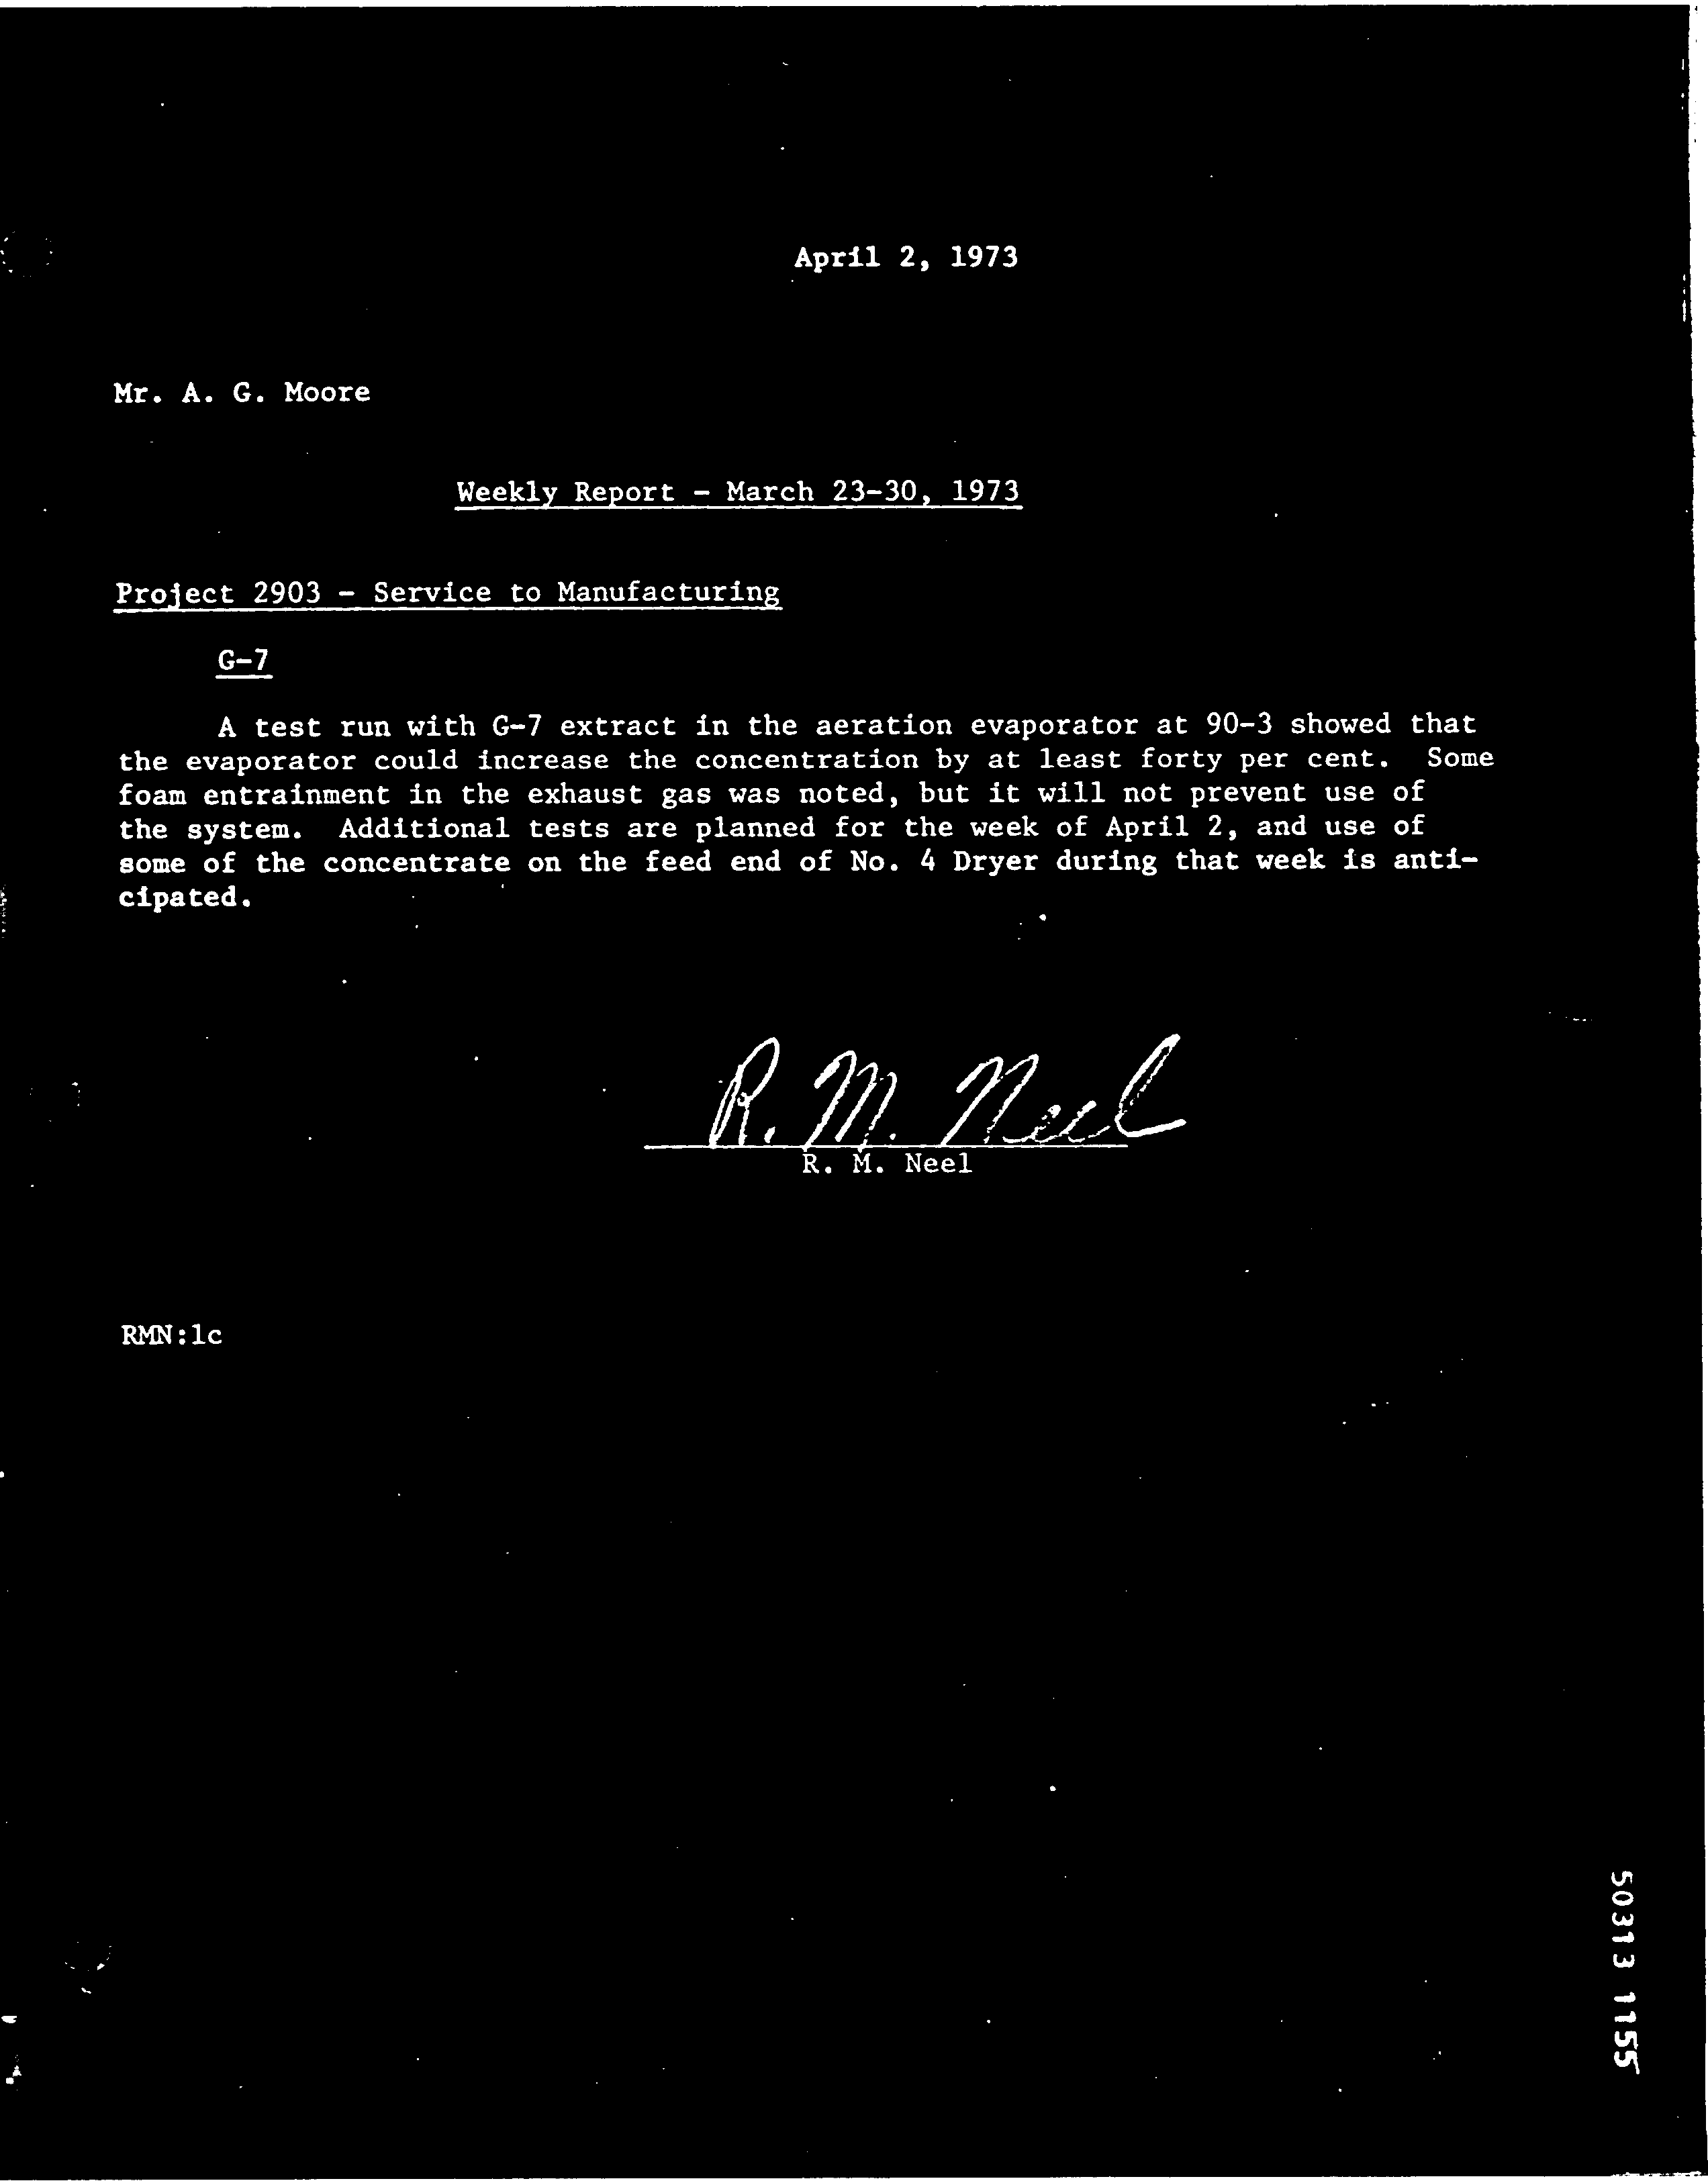 April 2, 1973
Mr. A. G. Moore
Weekly Report - March 23-30, 1973
Project 2903 - Service to Manufacturing
G-7
A test run with G-7 extract in the aeration evaporator at 90-3 showed that
the evaporator could increase the concentration by at least forty per cent. Some
foam entrainment in the exhaust gas was noted, but it will not prevent use of
the system. Additional tests are planned for the week of April 2, and use of
some of the concentrate on the feed end of No. 4 Dryer during that week is anti-
cipated.
R. M. Neel
R. M. Neel
RMN:lc
50313 1155